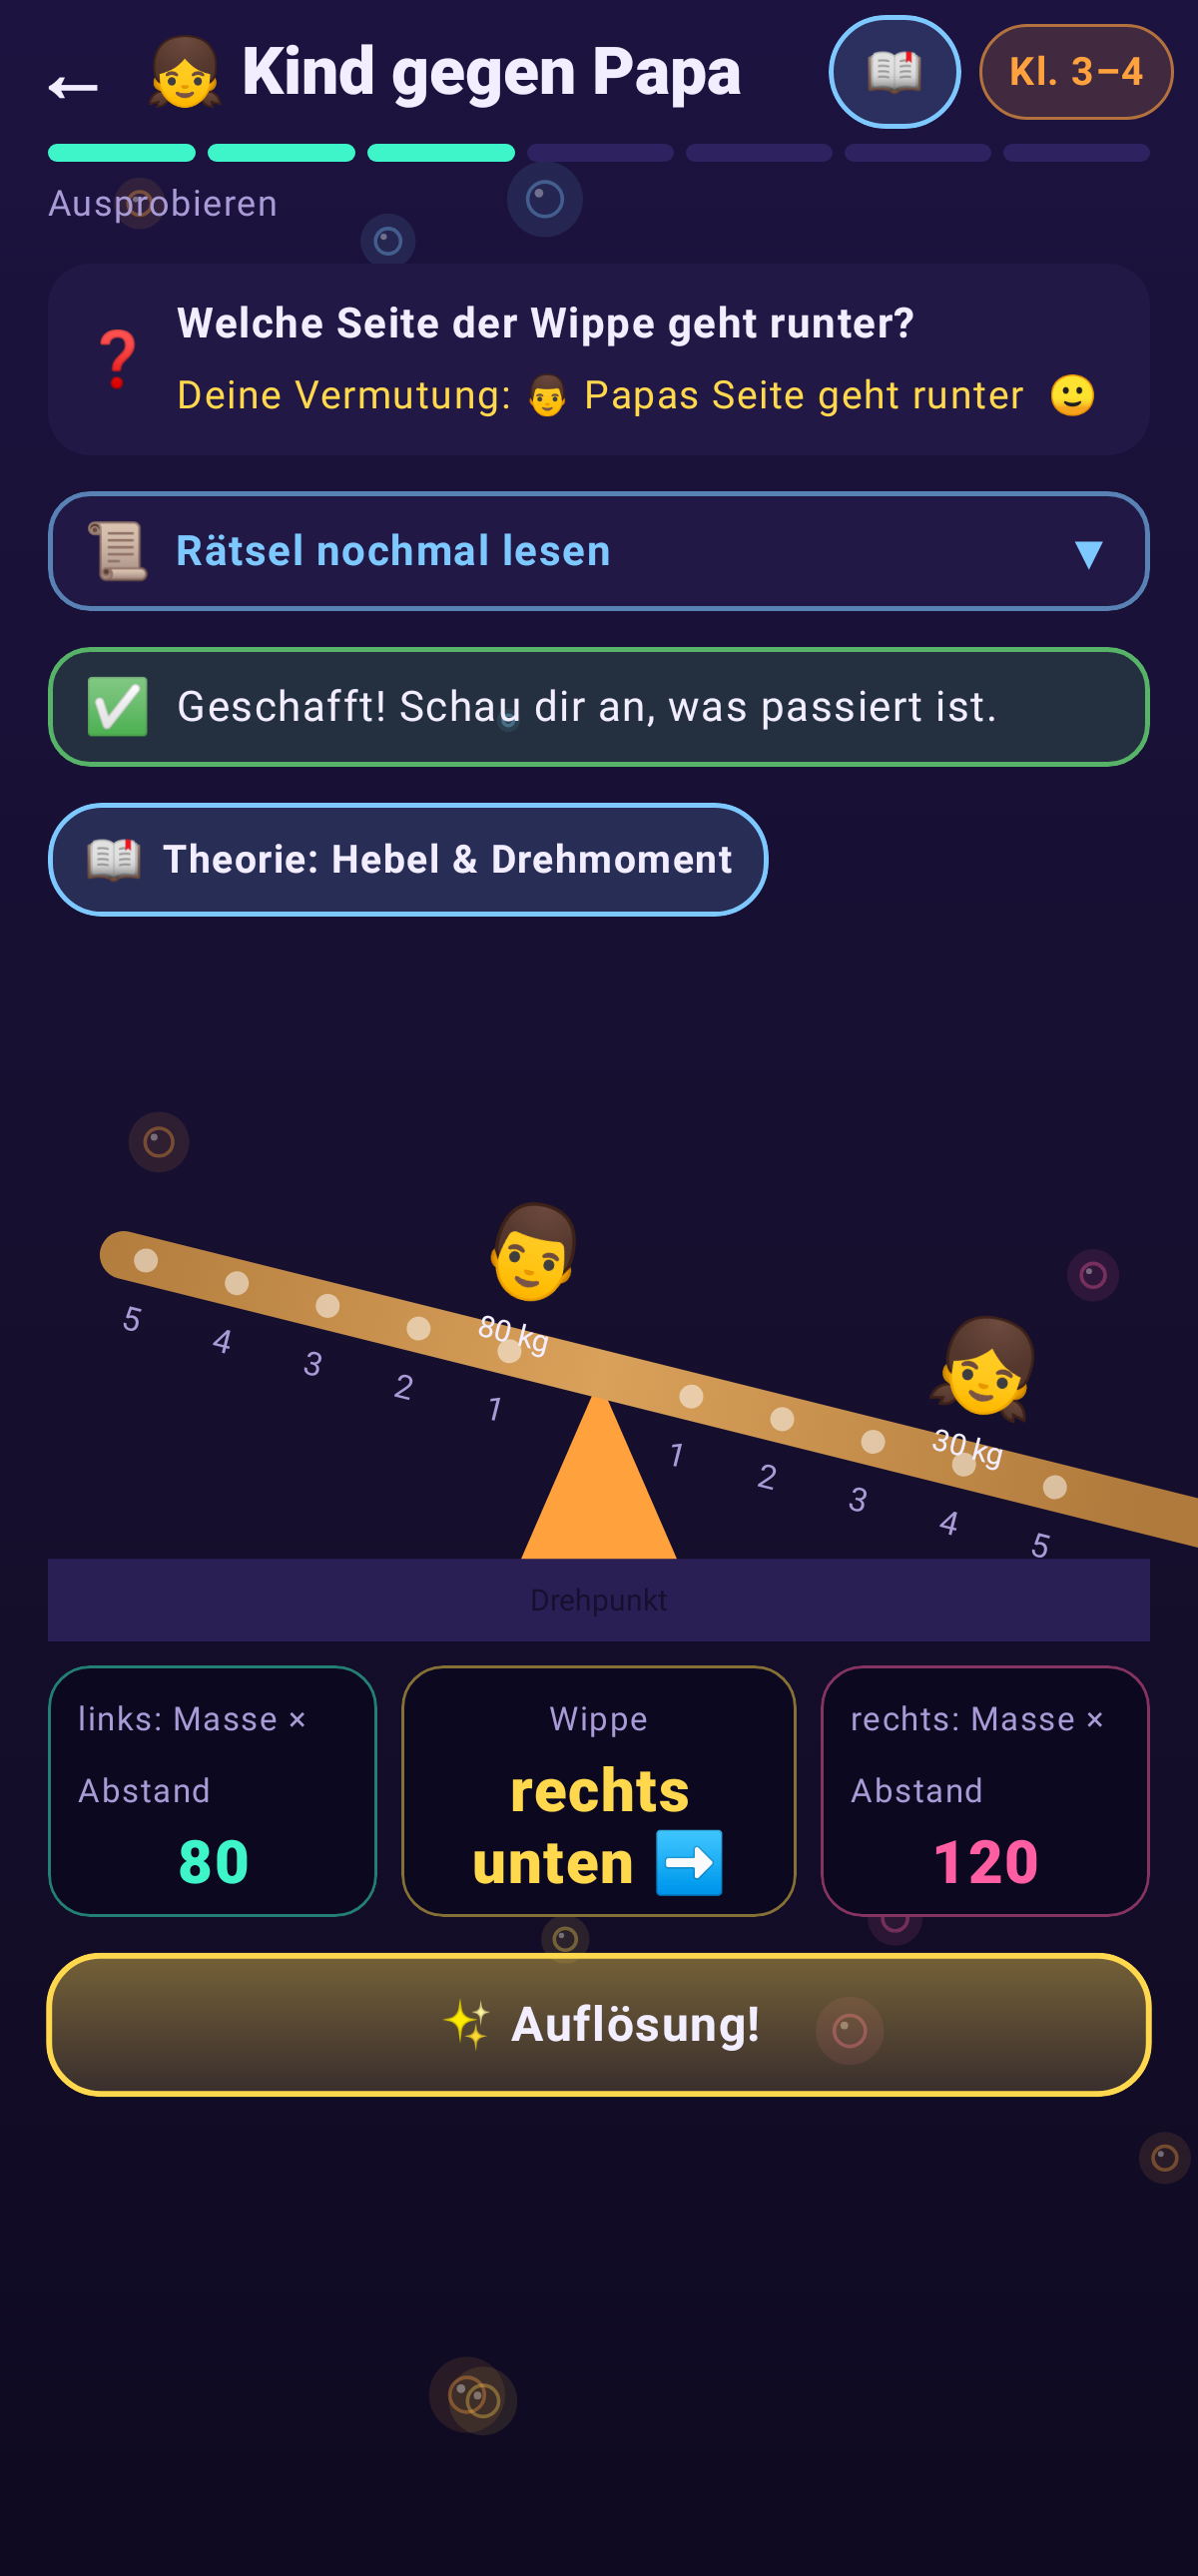 ← 👧 Kind gegen Papa 📖 Kl. 3–4
Ausprobieren
❓ Welche Seite der Wippe geht runter?
Deine Vermutung: 👨 Papas Seite geht runter 🙂
📜 Rätsel nochmal lesen ▼
✅ Geschafft! Schau dir an, was passiert ist.
📖 Theorie: Hebel & Drehmoment
80 kg
30 kg
5 4 3 2 1 1 2 3 4 5
Drehpunkt
links: Masse ×
Abstand
80
Wippe
rechts
unten ➡️
rechts: Masse ×
Abstand
120
✨ Auflösung!